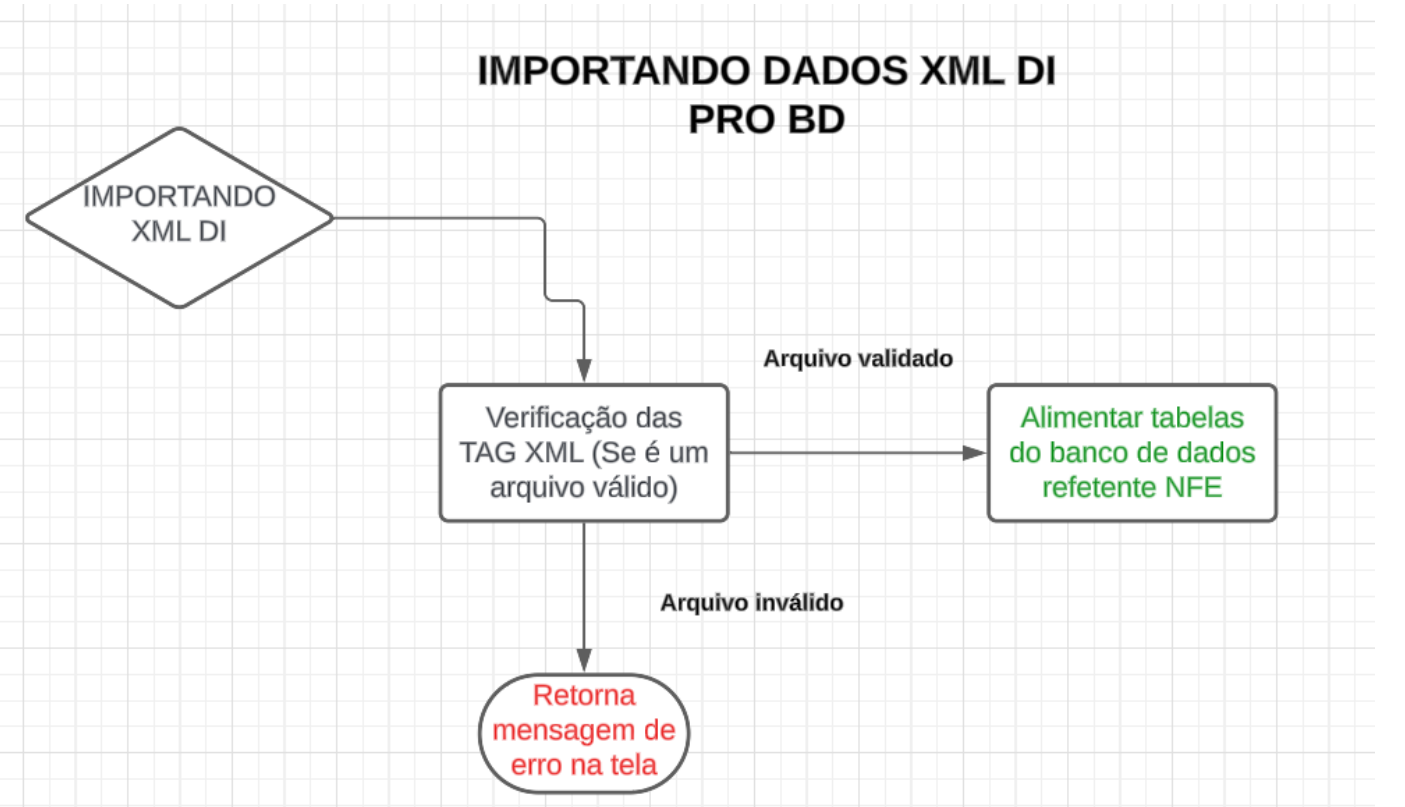 IMPORTANDO DADOS XML DI
PRO BD
IMPORTANDO
XML DI
Arquivo validado
Verificação das
TAG XML (Se é um
arquivo válido)
Alimentar tabelas
do banco de dados
refetente NFE
Arquivo inválido
Retorna
mensagem de
erro na tela